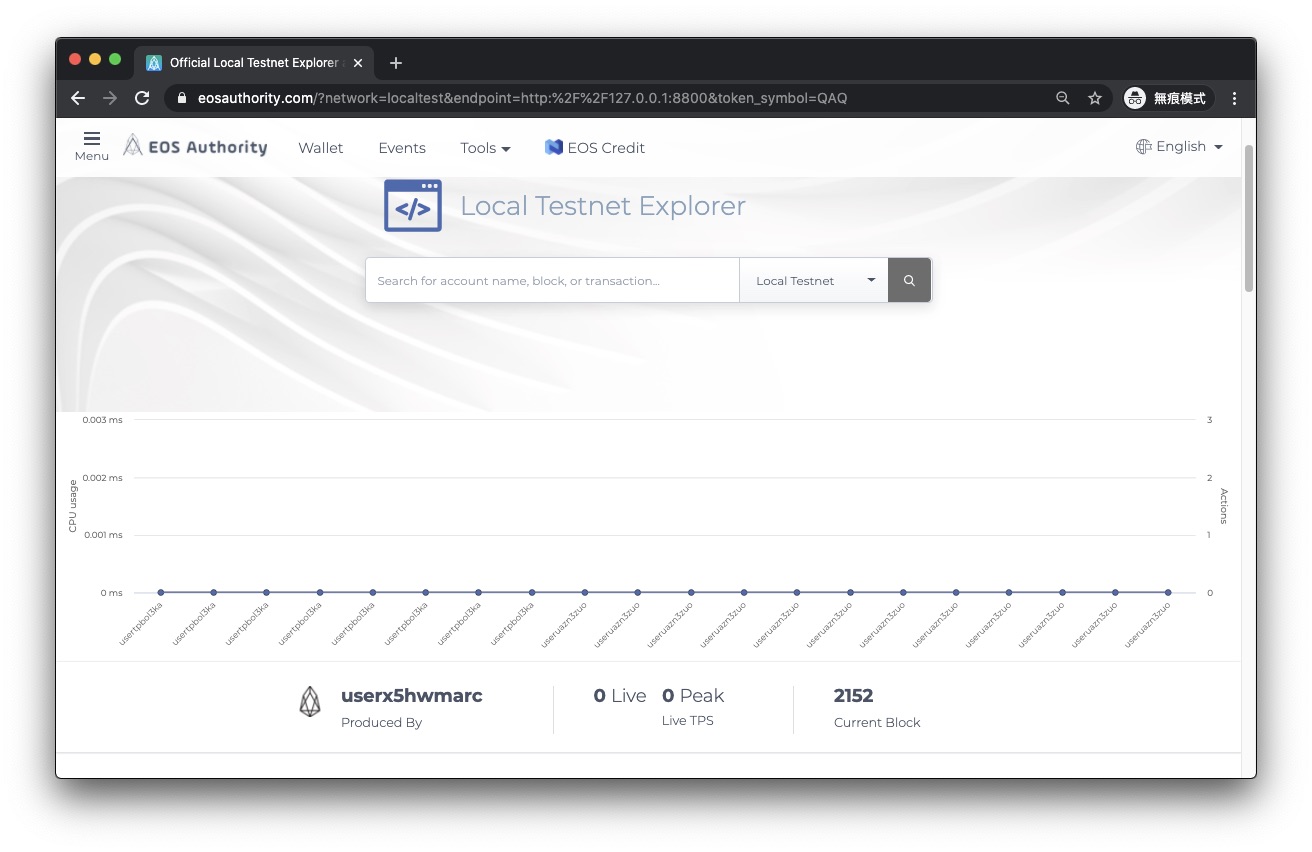 Official Local Testnet Explorer
eosauthority.com/?network=localtest&endpoint=http:%2F%2F127.0.0.1:8800&token_symbol=QAQ
無痕模式
Menu
EOS Authority
Wallet
Events
Tools
EOS Credit
English
</>
Local Testnet Explorer
Search for account name, block, or transaction...
Local Testnet
0.003 ms
0.002 ms
0.001 ms
0 ms
CPU usage
3
2
1
0
Actions
usertpbol3ka
usertpbol3ka
usertpbol3ka
usertpbol3ka
usertpbol3ka
usertpbol3ka
usertpbol3ka
usertpbol3ka
useruazn3zuo
useruazn3zuo
useruazn3zuo
useruazn3zuo
useruazn3zuo
useruazn3zuo
useruazn3zuo
useruazn3zuo
useruazn3zuo
useruazn3zuo
useruazn3zuo
useruazn3zuo
userx5hwmarc
Produced By
0 Live 0 Peak
Live TPS
2152
Current Block